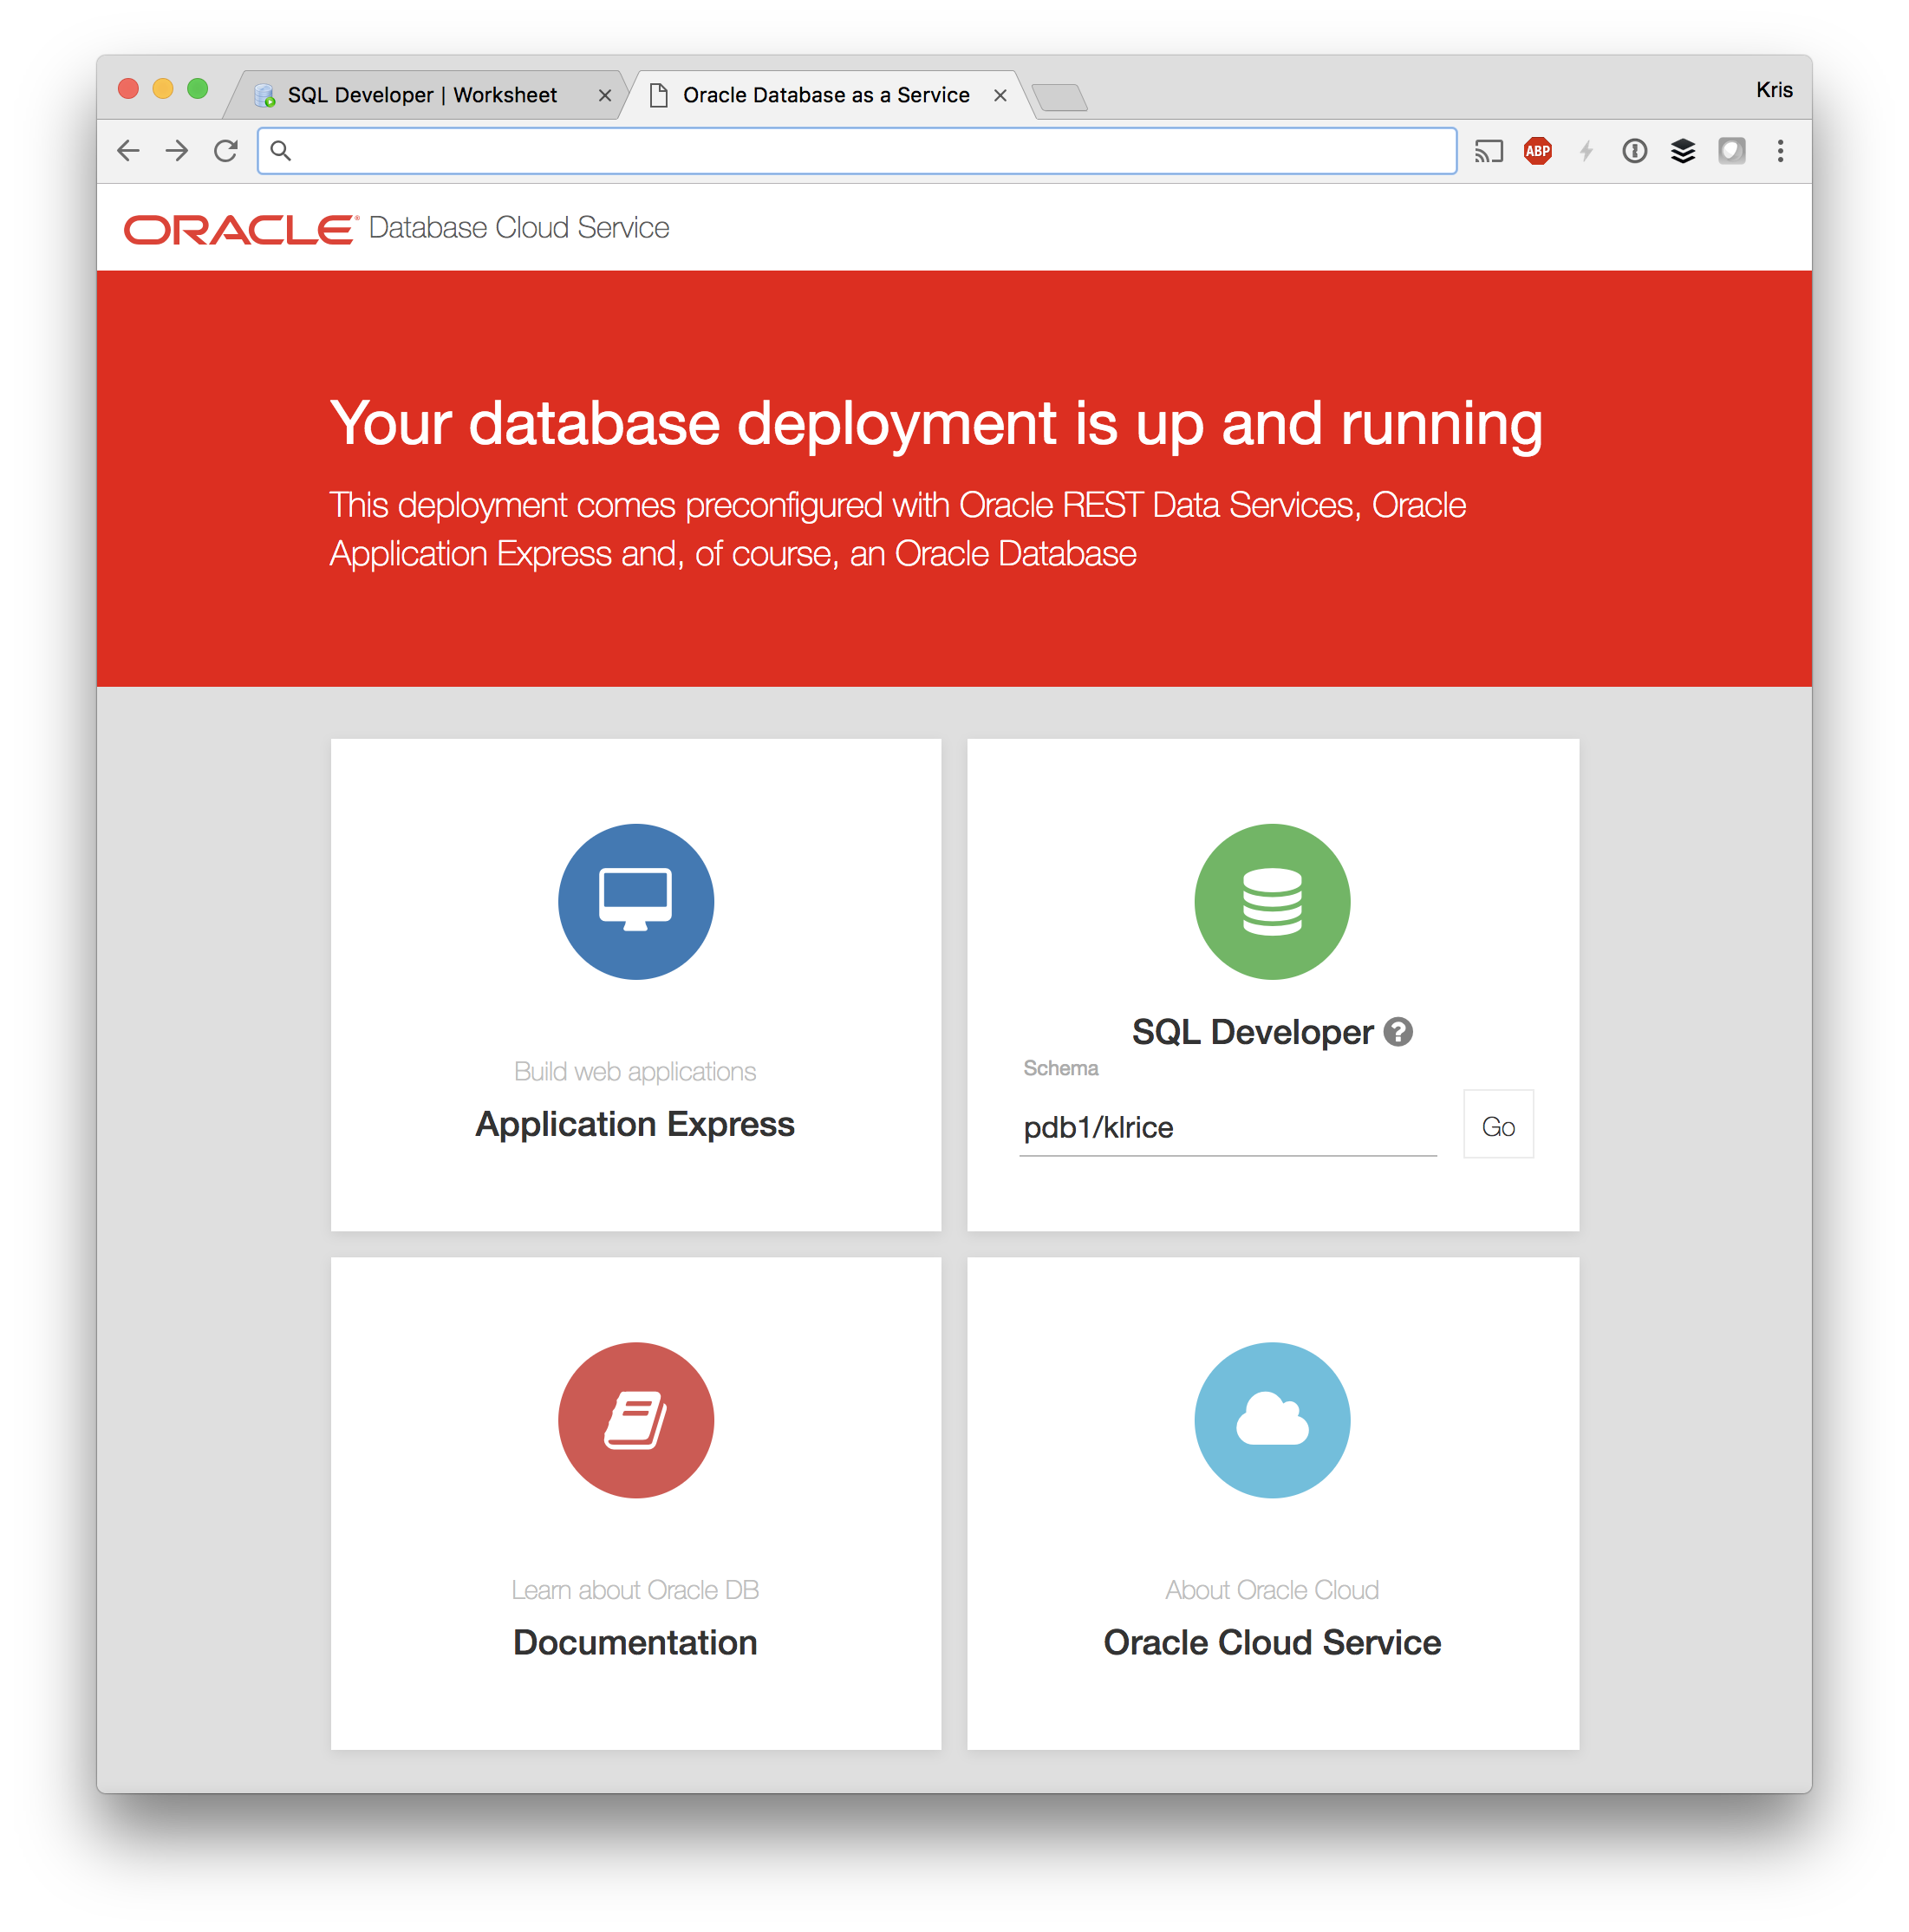 SQL Developer | Worksheet
Oracle Database as a Service
Kris
ABP
ORACLE® Database Cloud Service
Your database deployment is up and running
This deployment comes preconfigured with Oracle REST Data Services, Oracle
Application Express and, of course, an Oracle Database
Build web applications
Application Express
SQL Developer ?
Schema
pdb1/klrice
Go
Learn about Oracle DB
Documentation
About Oracle Cloud
Oracle Cloud Service